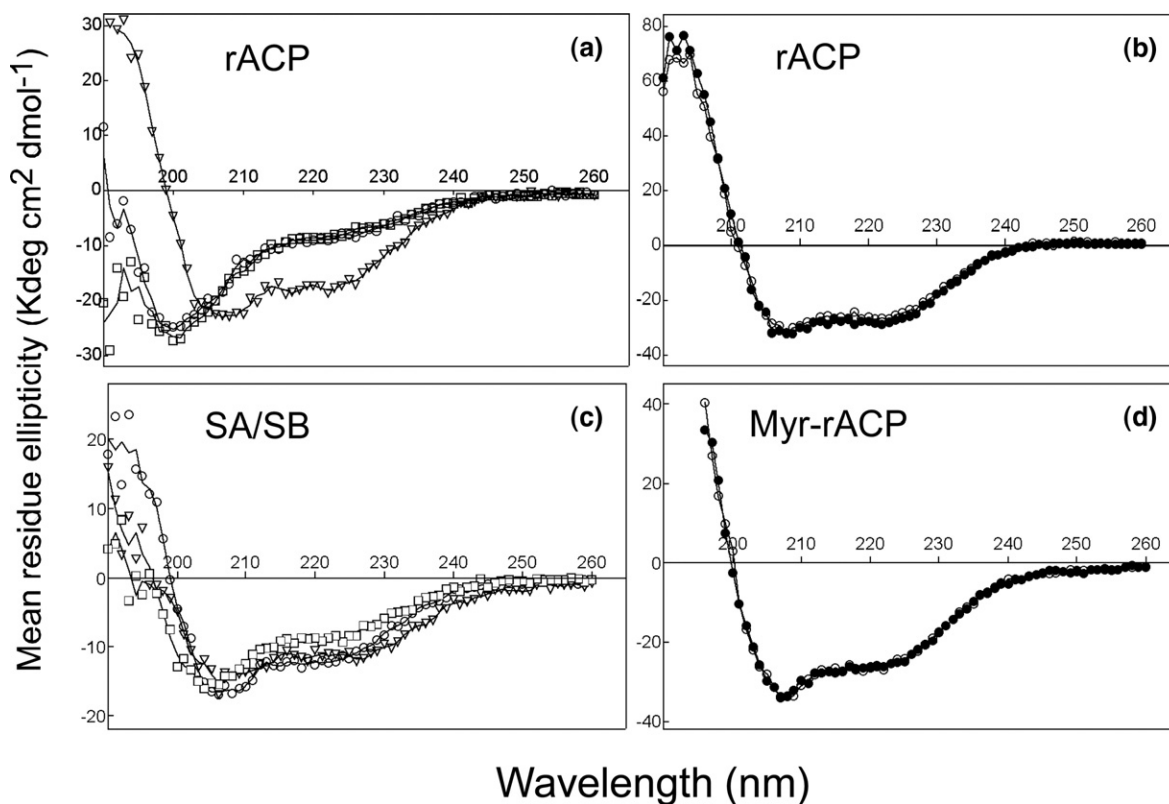 Mean residue ellipticity (Kdeg cm² dmol⁻¹)
rACP
(a)
30
20
10
0
-10
-20
-30
200 210 220 230 240 250 260
rACP
(b)
80
60
40
20
0
-20
-40
200 210 220 230 240 250 260
SA/SB
(c)
20
10
0
-10
-20
200 210 220 230 240 250 260
Myr-rACP
(d)
40
20
0
-20
-40
200 210 220 230 240 250 260
Wavelength (nm)